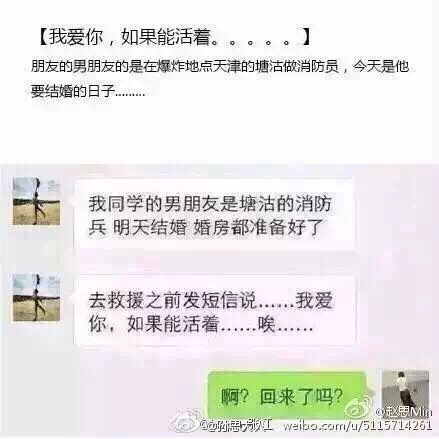 【我爱你，如果能活着。。。。。】
朋友的男朋友的是在爆炸地点天津的塘沽做消防员，今天是他
要结婚的日子.........
我同学的男朋友是塘沽的消防
兵 明天结婚 婚房都准备好了
去救援之前发短信说......我爱
你，如果能活着......唉......
啊？回来了吗？
@赵思Min
weibo.com/u/5115714261